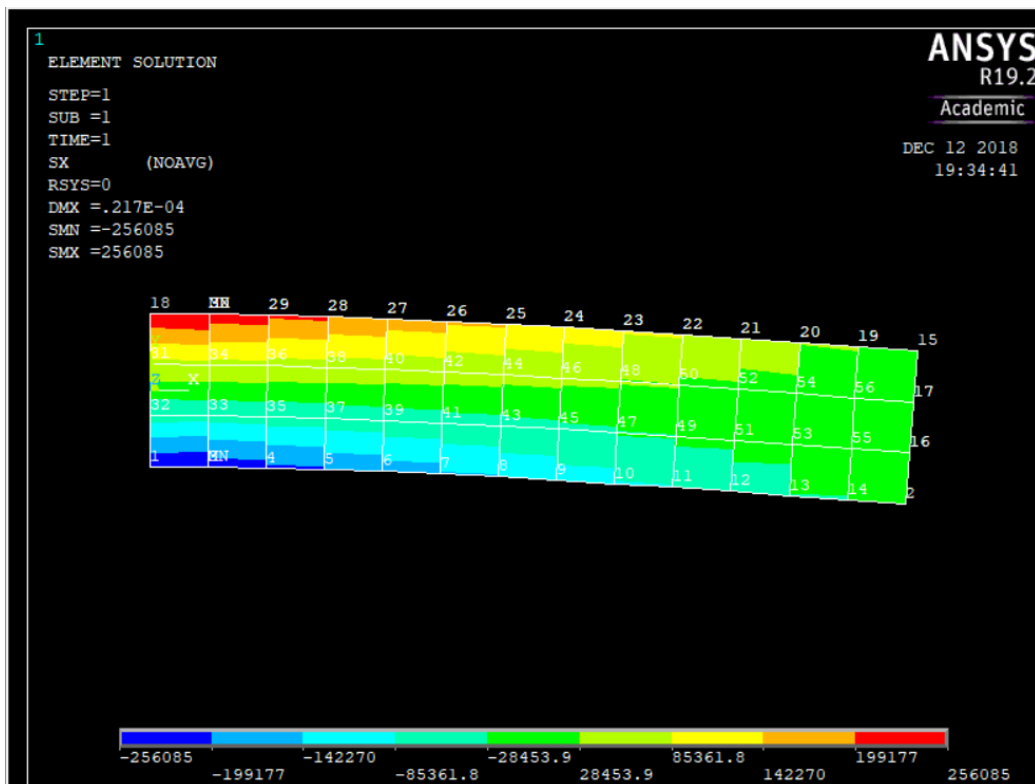 1
ANSYS
R19.2
Academic
DEC 12 2018
19:34:41
ELEMENT SOLUTION
STEP=1
SUB =1
TIME=1
SX (NOAVG)
RSYS=0
DMX =.217E-04
SMN =-256085
SMX =256085
18 29 28 27 26 25 24 23 22 21 20 19 15
31 34 36 38 40 42 44 46 48 50 52 54 56 17
Z X
32 33 35 37 39 41 43 45 47 49 51 53 55 16
1 4 5 6 7 8 9 10 11 12 13 14 2
-256085 -142270 -28453.9 85361.8 199177
-199177 -85361.8 28453.9 142270 256085